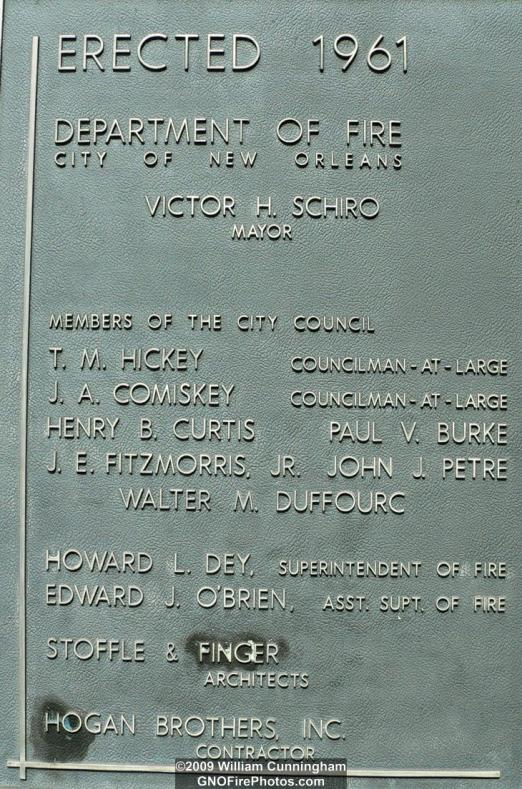 ERECTED 1961
DEPARTMENT OF FIRE
CITY OF NEW ORLEANS
VICTOR H. SCHIRO
MAYOR
MEMBERS OF THE CITY COUNCIL
T. M. HICKEY COUNCILMAN-AT-LARGE
J. A. COMISKEY COUNCILMAN-AT-LARGE
HENRY B. CURTIS PAUL V. BURKE
J. E. FITZMORRIS, JR. JOHN J. PETRE
WALTER M. DUFFOURC
HOWARD L. DEY, SUPERINTENDENT OF FIRE
EDWARD J. O'BRIEN, ASST. SUPT. OF FIRE
STOFFLE & FINGER
ARCHITECTS
HOGAN BROTHERS, INC.
CONTRACTOR
©2009 William Cunningham
GNOFirePhotos.com